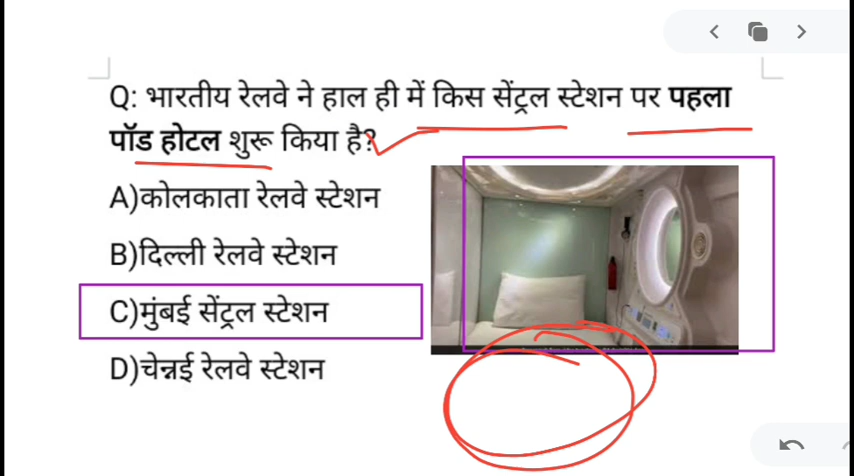 Q: भारतीय रेलवे ने हाल ही में किस सेंट्रल स्टेशन पर पहला
पॉड होटल शुरू किया है?
A)कोलकाता रेलवे स्टेशन
B)दिल्ली रेलवे स्टेशन
C)मुंबई सेंट्रल स्टेशन
D)चेन्नई रेलवे स्टेशन